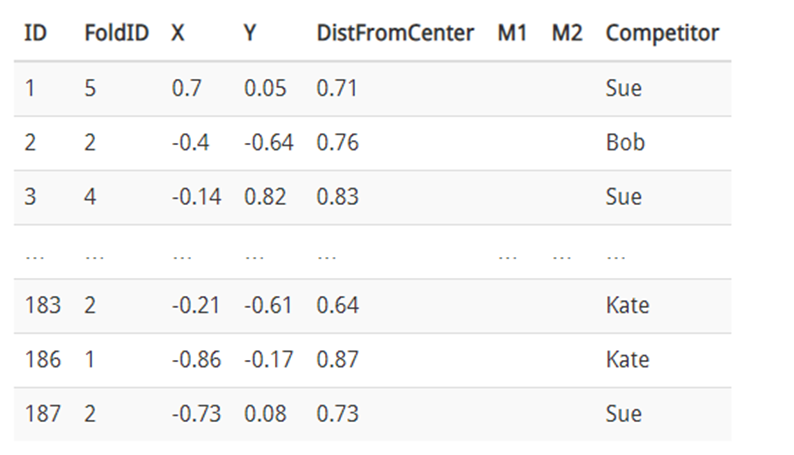 ID FoldID X Y DistFromCenter M1 M2 Competitor
1 5 0.7 0.05 0.71 Sue
2 2 -0.4 -0.64 0.76 Bob
3 4 -0.14 0.82 0.83 Sue
... ... ... ... ... ... ... ...
183 2 -0.21 -0.61 0.64 Kate
186 1 -0.86 -0.17 0.87 Kate
187 2 -0.73 0.08 0.73 Sue